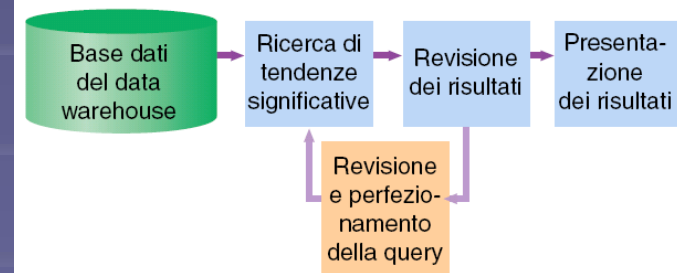 Base dati
del data
warehouse
Ricerca di
tendenze
significative
Revisione
dei risultati
Presenta-
zione
dei risultati
Revisione
e perfezio-
namento
della query